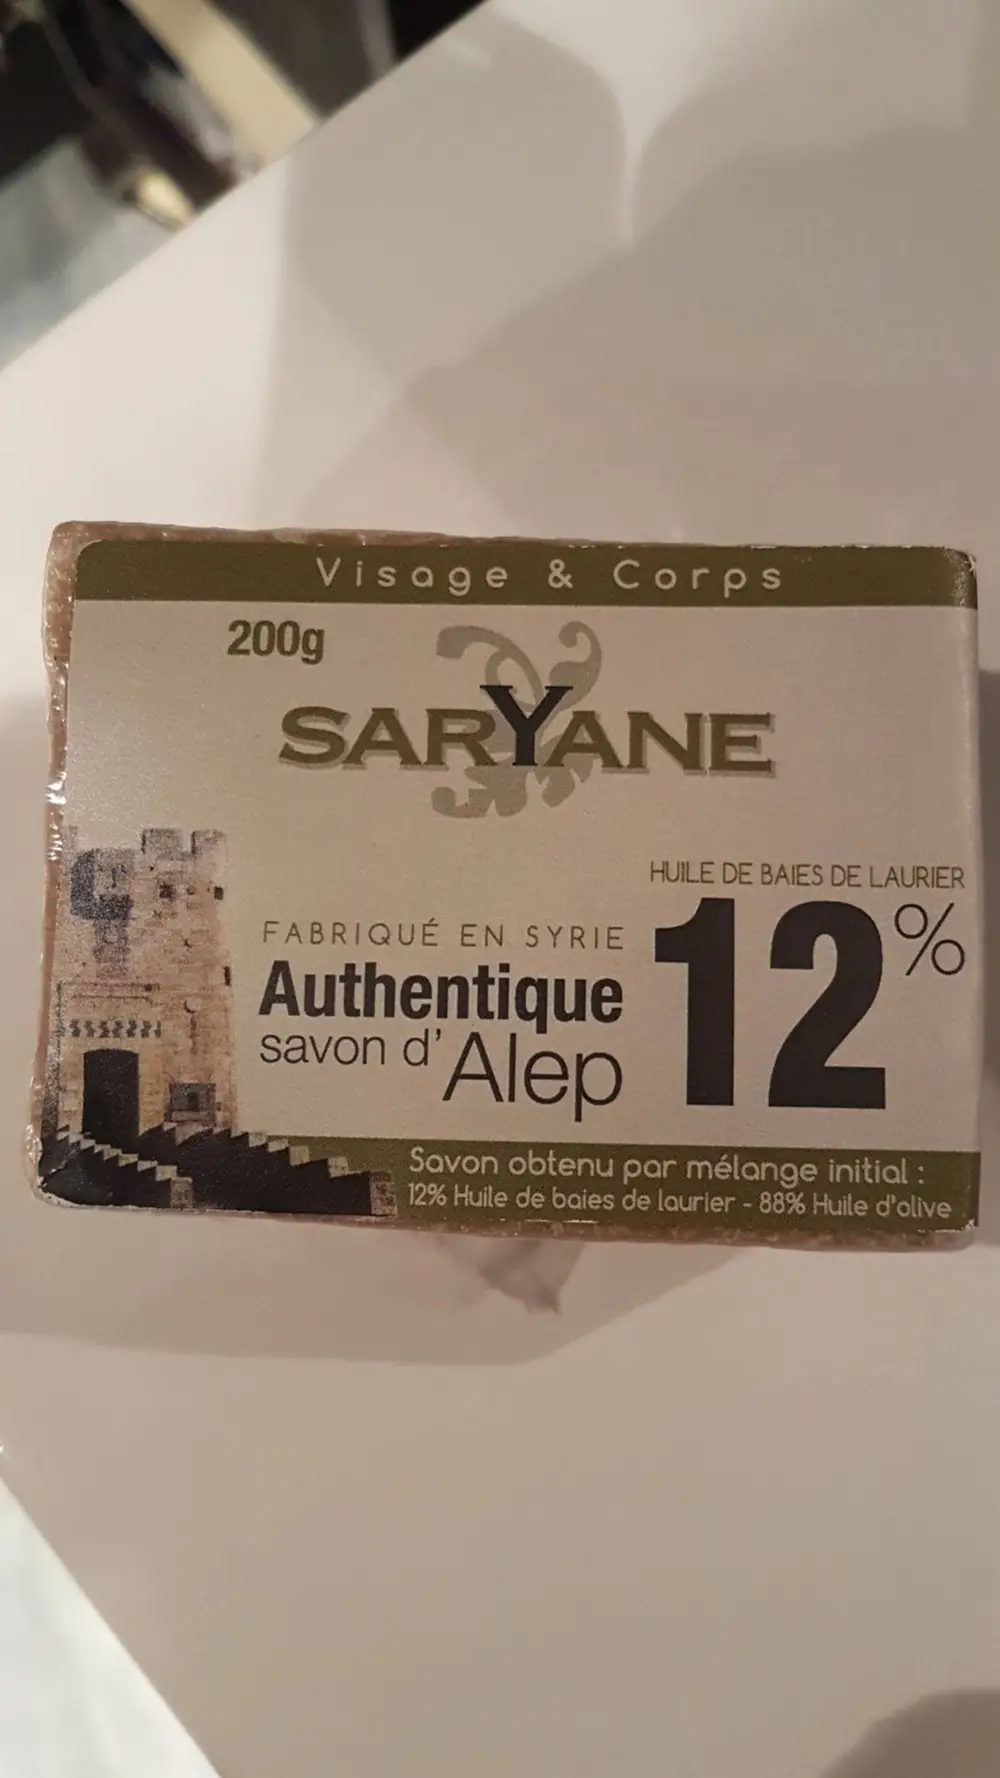 Visage & Corps
200g
SARYANE
HUILE DE BAIES DE LAURIER
12%
FABRIQUÉ EN SYRIE
Authentique
savon d'Alep
Savon obtenu par mélange initial :
12% Huile de baies de laurier - 88% Huile d'olive